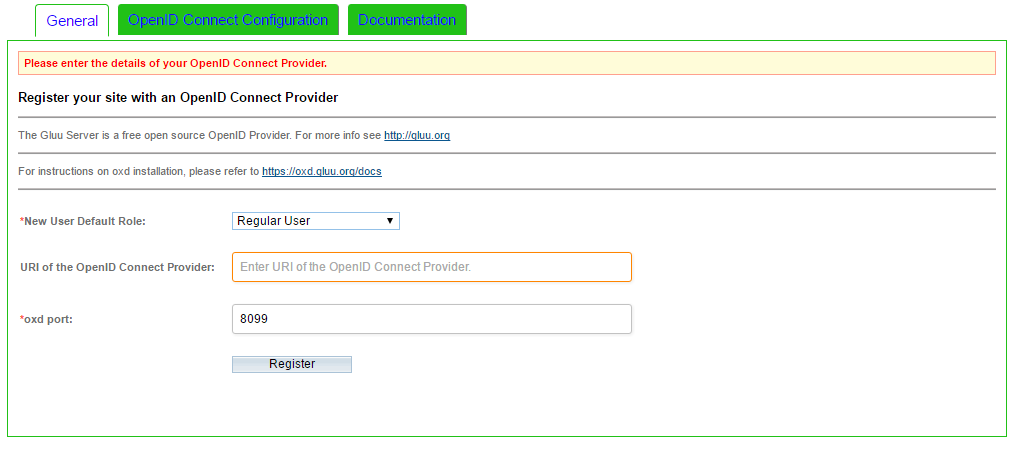 General
OpenID Connect Configuration
Documentation
Please enter the details of your OpenID Connect Provider.
Register your site with an OpenID Connect Provider
The Gluu Server is a free open source OpenID Provider. For more info see http://gluu.org
For instructions on oxd installation, please refer to https://oxd.gluu.org/docs
*New User Default Role: Regular User
URI of the OpenID Connect Provider: Enter URI of the OpenID Connect Provider.
*oxd port: 8099
Register